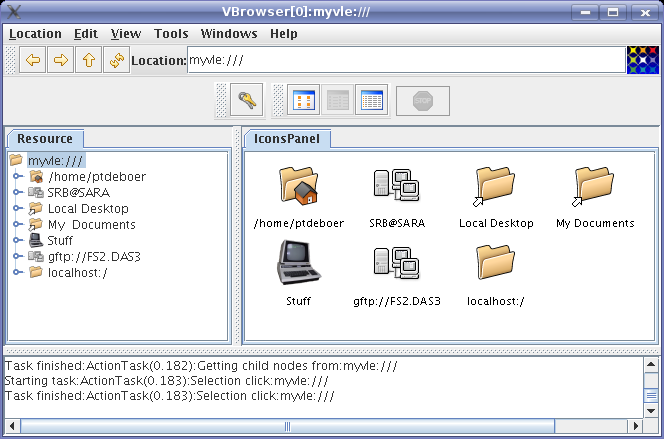 VBrowser[0]:myvle:///
Location Edit View Tools Windows Help
Location: myvle:///
STOP
Resource
myvle:///
/home/ptdeboer
SRB@SARA
Local Desktop
My Documents
Stuff
gftp://FS2.DAS3
localhost:/
IconsPanel
/home/ptdeboer SRB@SARA Local Desktop My Documents
Stuff gftp://FS2.DAS3 localhost:/
Task finished:ActionTask(0.182):Getting child nodes from:myvle:///
Starting task:ActionTask(0.183):Selection click:myvle:///
Task finished:ActionTask(0.183):Selection click:myvle:///